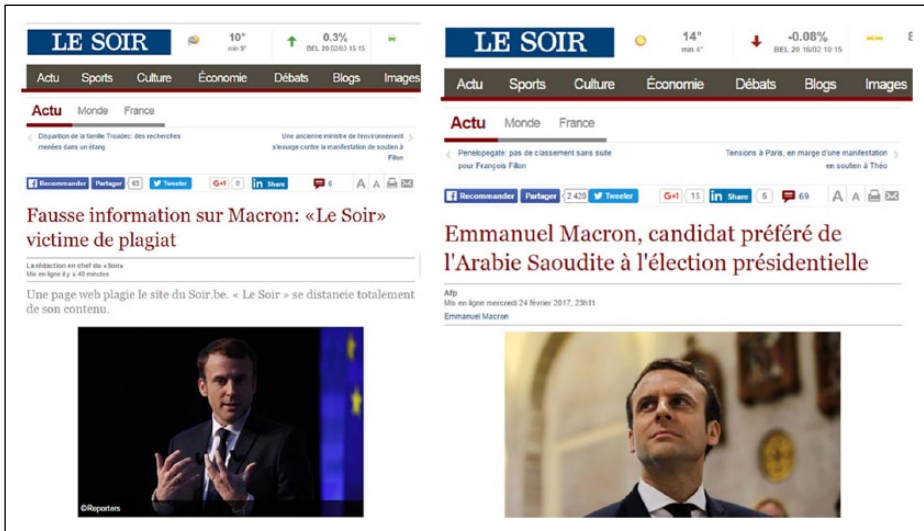 LE SOIR
10°
min 9°
0.3%
BEL 20 02/03 15:15
Actu Sports Culture Économie Débats Blogs Images
Actu Monde France
Disparition de la famille Troadec: des recherches
menées dans un étang
Une ancienne ministre de l'environnement
s'insurge contre la manifestation de soutien à
Fillon
Recommander Partager 63 Tweeter G+1 0 in Share 6 A A
Fausse information sur Macron: «Le Soir»
victime de plagiat
La rédaction en chef du «Soir»
Mis en ligne il y a 40 minutes
Une page web plagie le site du Soir.be. « Le Soir » se distancie totalement
de son contenu.
©Reporters
LE SOIR
14°
min 4°
-0.08%
BEL 20 16/02 10:15
Actu Sports Culture Économie Débats Blogs Images
Actu Monde France
Penelopegate: pas de classement sans suite
pour François Fillon
Tensions à Paris, en marge d'une manifestation
en soutien à Théo
Recommander Partager 2 420 Tweeter G+1 15 in Share 5 69 A A
Emmanuel Macron, candidat préféré de
l'Arabie Saoudite à l'élection présidentielle
Afp
Mis en ligne mercredi 24 février 2017, 23h11
Emmanuel Macron